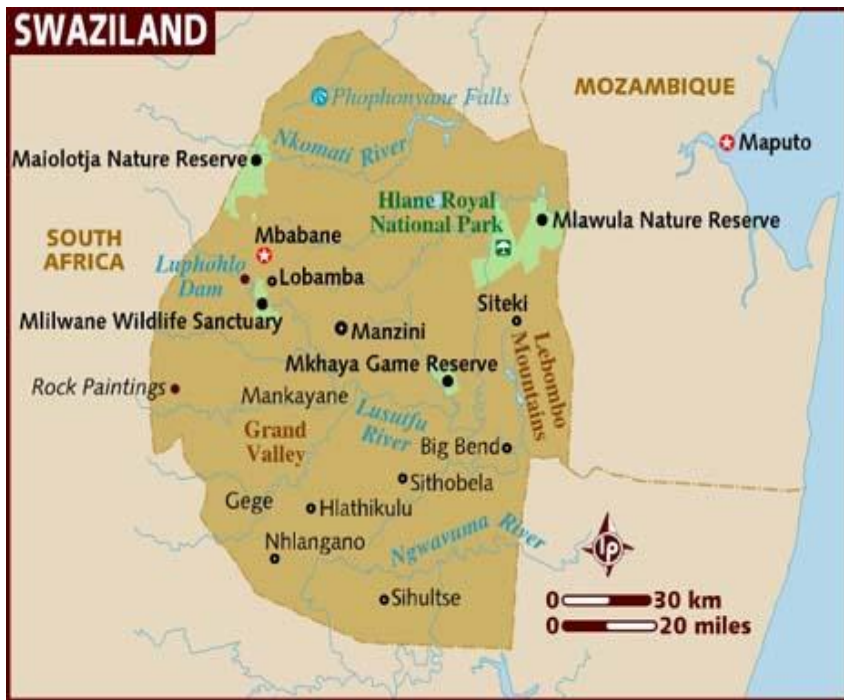 SWAZILAND
Phophonyane Falls
MOZAMBIQUE
Nkomati River
Maputo
Maiolotja Nature Reserve
Hlane Royal
National Park
Mlawula Nature Reserve
SOUTH
AFRICA
Mbabane
Luphohlo
Dam
Lobamba
Mlilwane Wildlife Sanctuary
Siteki
Manzini
Lebombo
Mountains
Mkhaya Game Reserve
Rock Paintings
Mankayane
Lusutfu
River
Grand
Valley
Big Bend
Sithobela
Gege
Hlathikulu
Ngwavuma River
Nhlangano
lp
Sihultse
0 30 km
0 20 miles